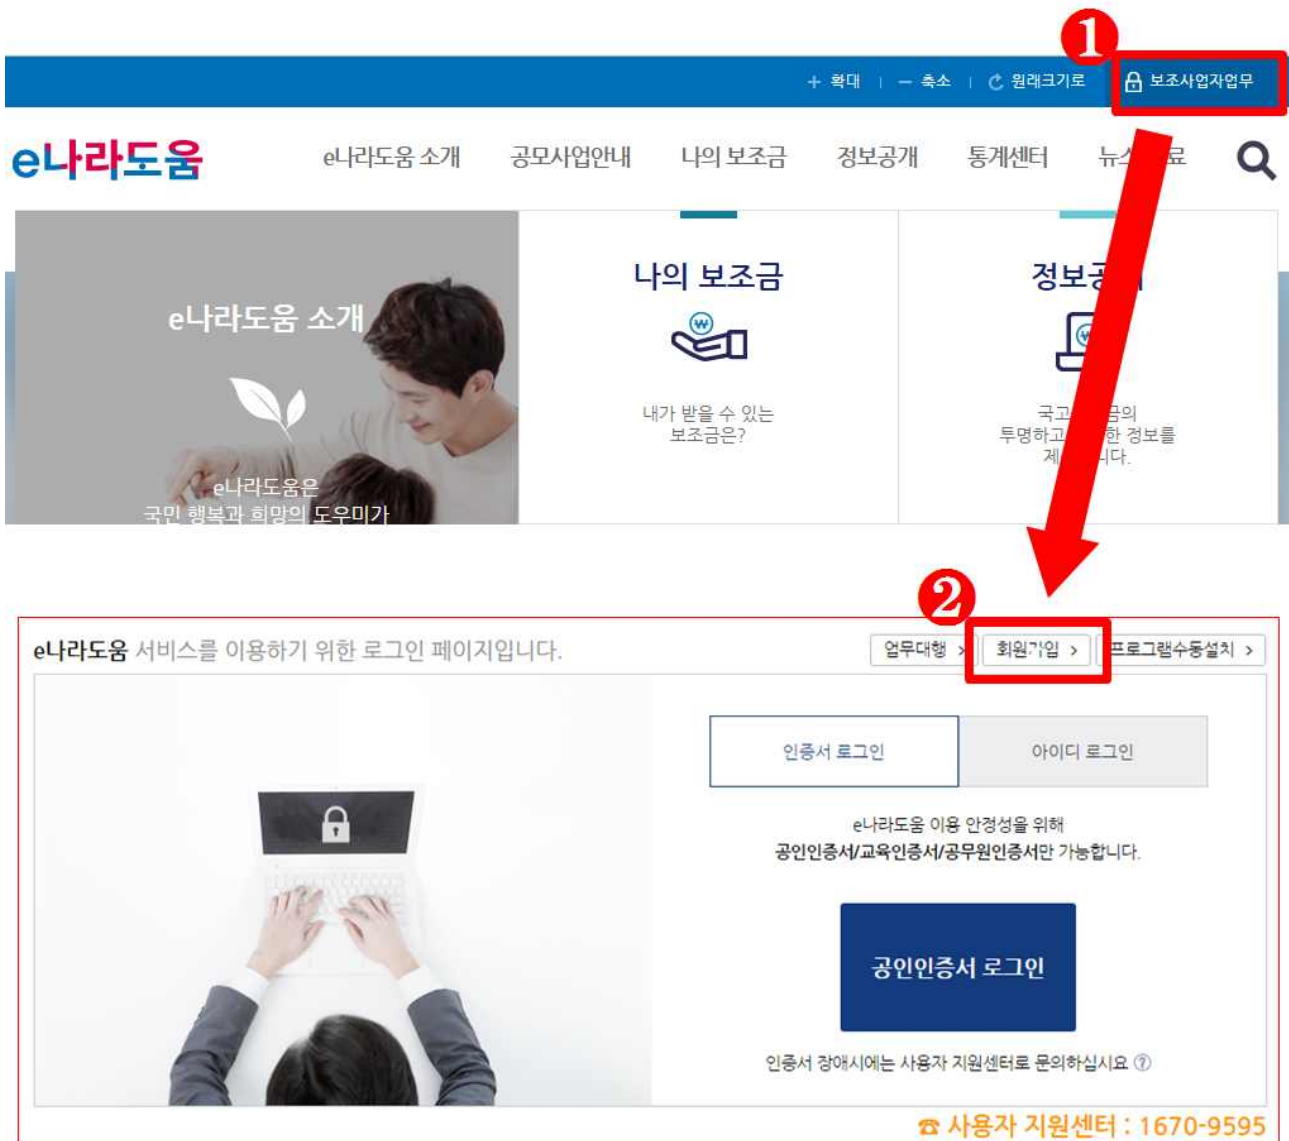 1
+ 확대 | - 축소 | 원래크기로 보조사업자업무
e나라도움 e나라도움 소개 공모사업안내 나의 보조금 정보공개 통계센터
e나라도움 소개
e나라도움은
국민 행복과 희망의 도우미가
나의 보조금
내가 받을 수 있는
보조금은?
투명하고 정보를
2
e나라도움 서비스를 이용하기 위한 로그인 페이지입니다. 업무대행 > 회원가입 > 프로그램수동설치 >
인증서 로그인 아이디 로그인
e나라도움 이용 안정성을 위해
공인인증서/교육인증서/공무원인증서만 가능합니다.
공인인증서 로그인
인증서 장애시에는 사용자 지원센터로 문의하십시요 ?
☎ 사용자 지원센터 : 1670-9595